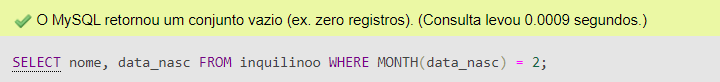 O MySQL retornou um conjunto vazio (ex. zero registros). (Consulta levou 0.0009 segundos.)
SELECT nome, data_nasc FROM inquilinoo WHERE MONTH(data_nasc) = 2;